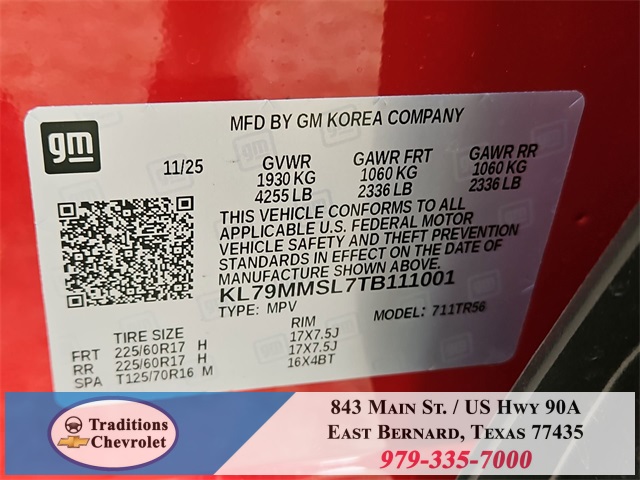 gm
MFD BY GM KOREA COMPANY
11/25 GVWR GAWR FRT GAWR RR
1930 KG 1060 KG 1060 KG
4255 LB 2336 LB 2336 LB
THIS VEHICLE CONFORMS TO ALL
APPLICABLE U.S. FEDERAL MOTOR
VEHICLE SAFETY AND THEFT PREVENTION
STANDARDS IN EFFECT ON THE DATE OF
MANUFACTURE SHOWN ABOVE.
KL79MMSL7TB111001
TYPE: MPV MODEL: 711TR56
TIRE SIZE RIM
FRT 225/60R17 H 17X7.5J
RR 225/60R17 H 17X7.5J
SPA T125/70R16 M 16X4BT
Traditions
Chevrolet
843 Main St. / US Hwy 90A
East Bernard, Texas 77435
979-335-7000